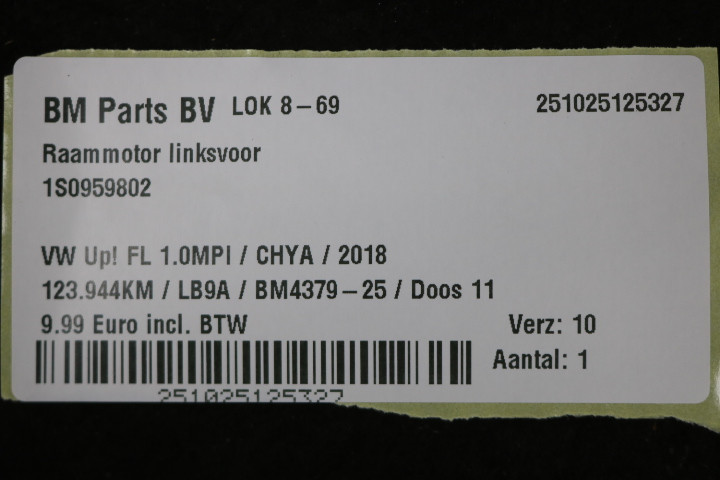 BM Parts BV LOK 8-69 251025125327
Raammotor linksvoor
1S0959802
VW Up! FL 1.0MPI / CHYA / 2018
123.944KM / LB9A / BM4379-25 / Doos 11
9.99 Euro incl. BTW Verz: 10
Aantal: 1
251025125327